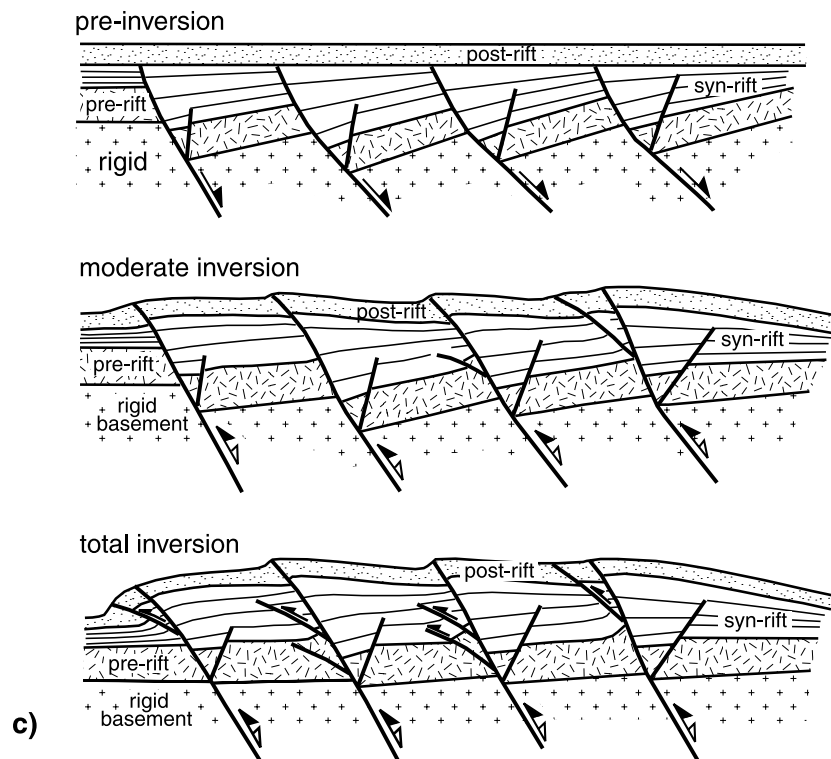 pre-inversion
post-rift
pre-rift
syn-rift
rigid
moderate inversion
post-rift
pre-rift
syn-rift
rigid
basement
total inversion
post-rift
pre-rift
syn-rift
rigid
basement
c)